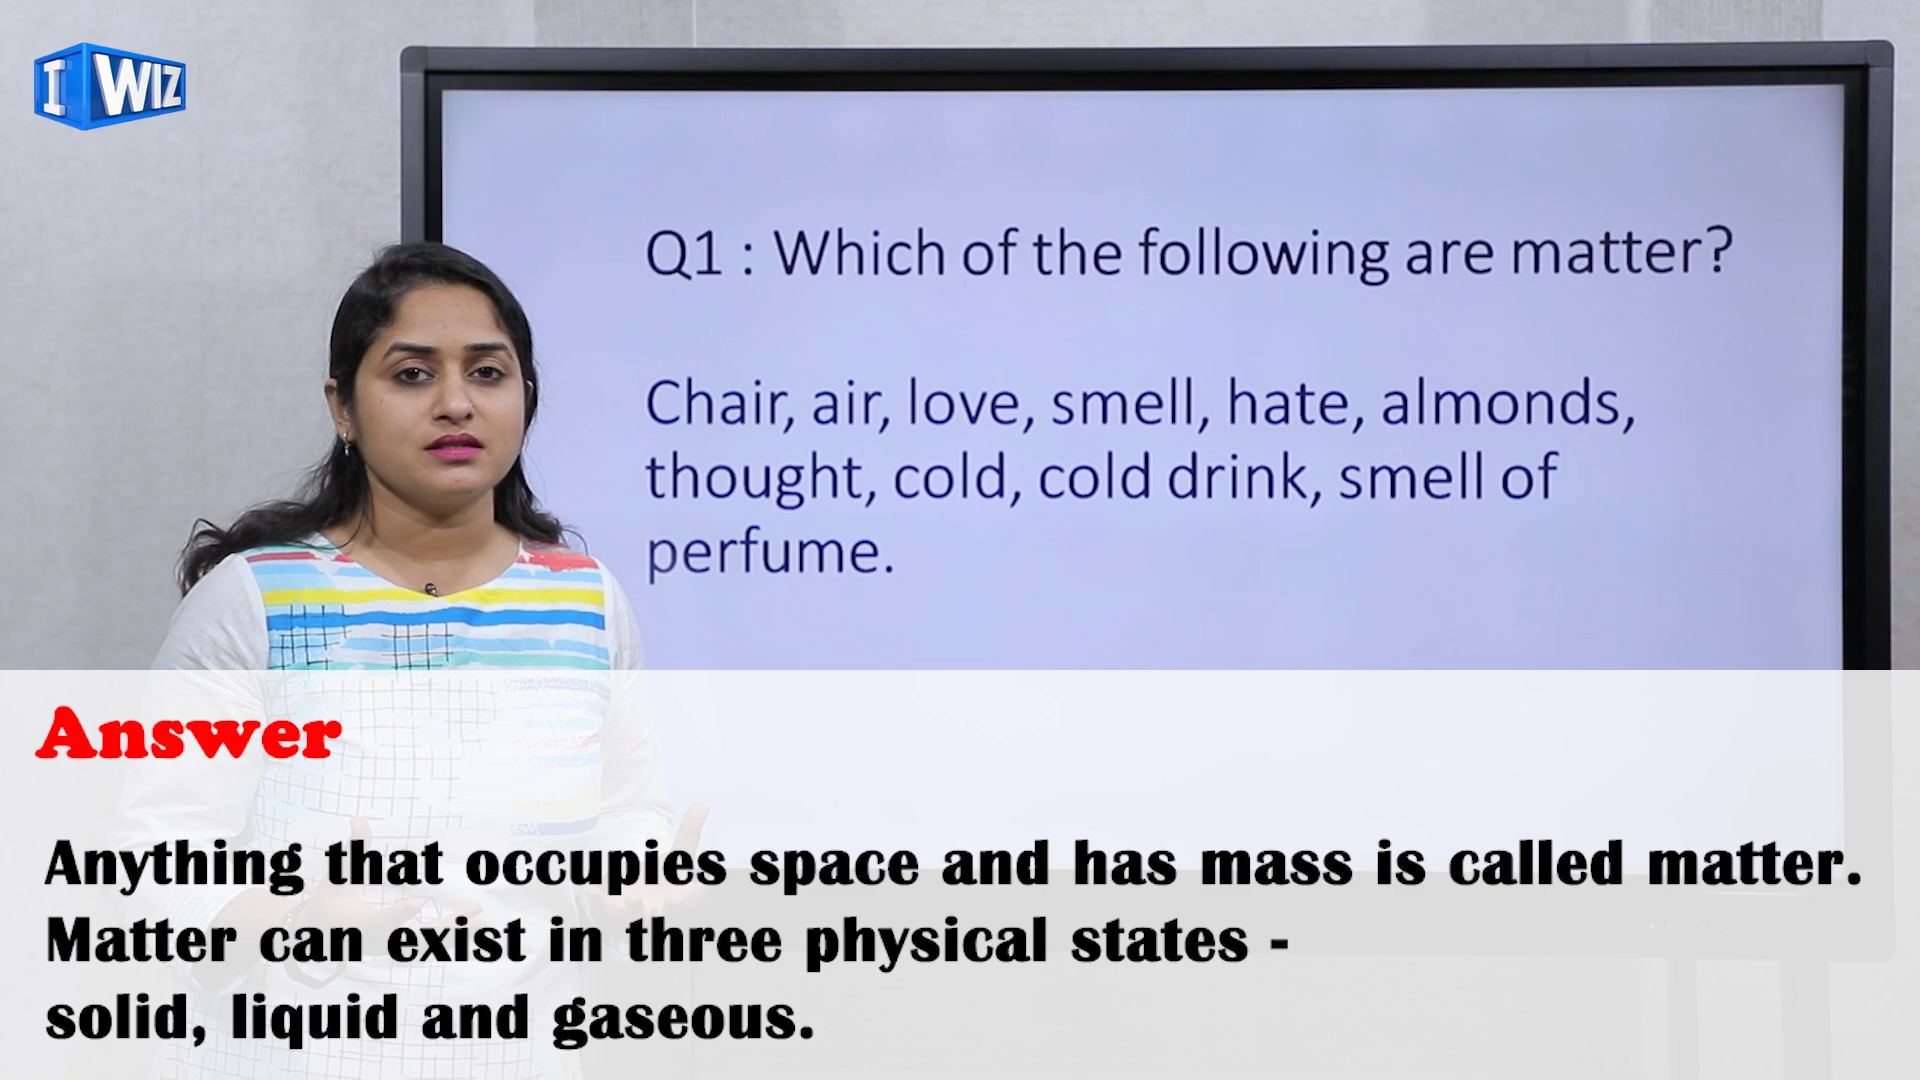 I WIZ
Q1 : Which of the following are matter?
Chair, air, love, smell, hate, almonds,
thought, cold, cold drink, smell of
perfume.
Answer
Anything that occupies space and has mass is called matter.
Matter can exist in three physical states -
solid, liquid and gaseous.